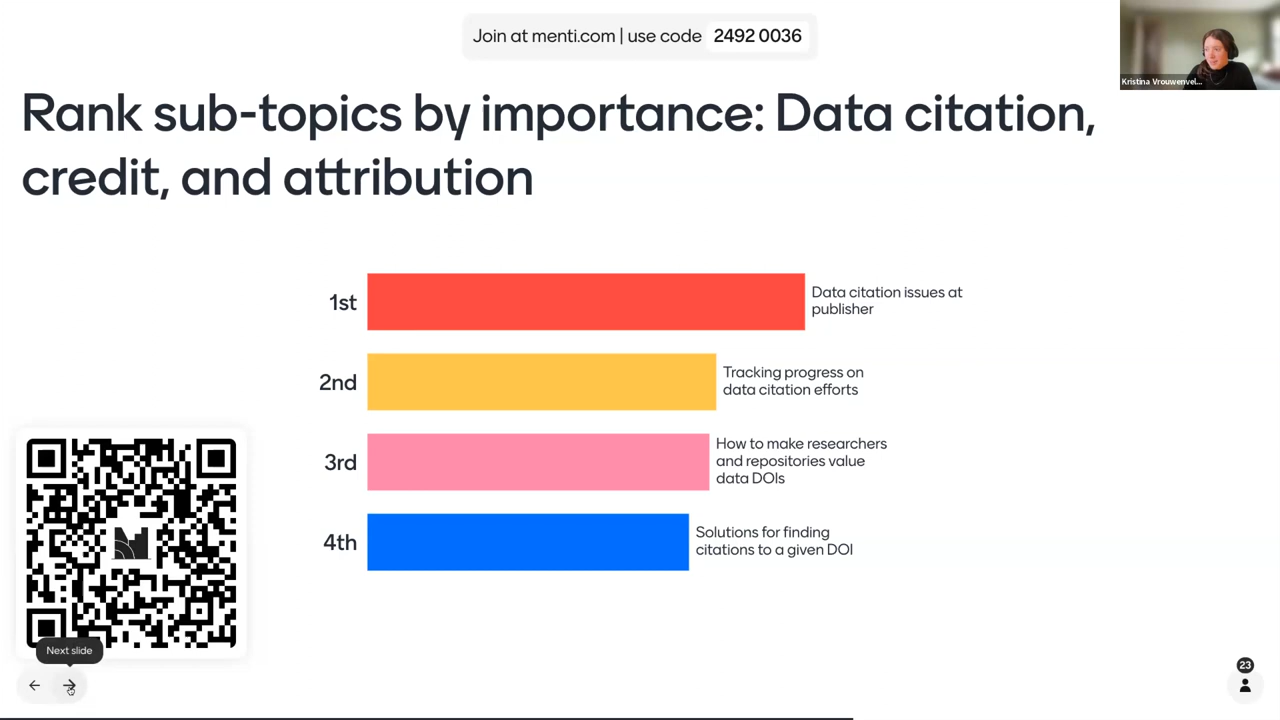 Join at menti.com | use code 2492 0036
Kristina Vrouwenvel...
Rank sub-topics by importance: Data citation,
credit, and attribution
1st
Data citation issues at
publisher
2nd
Tracking progress on
data citation efforts
3rd
How to make researchers
and repositories value
data DOIs
4th
Solutions for finding
citations to a given DOI
Next slide
23